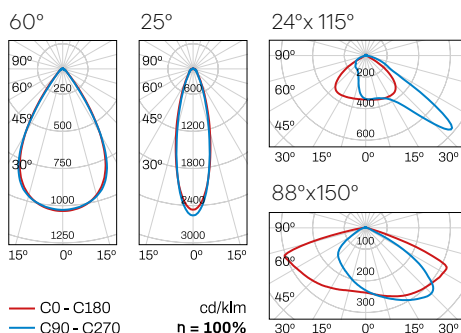 60° 25° 24°x 115°
90° 60° 45° 30° 15° 0° 15°
250 500 750 1000 1250
90° 60° 45° 30° 15° 0° 15°
600 1200 1800 2400 3000
90° 60° 45° 30° 15° 0° 15° 30°
200 400 600
88°x150°
90° 60° 45° 30° 15° 0° 15° 30°
100 200 300
C0 - C180 cd/klm
C90 - C270 η = 100%